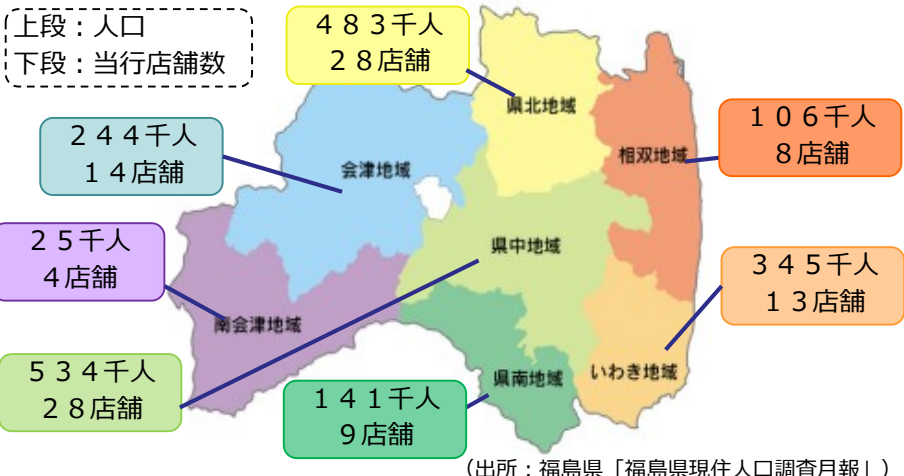 上段：人口
下段：当行店舗数
４８３千人
２８店舗
県北地域
１０６千人
８店舗
相双地域
２４４千人
１４店舗
会津地域
２５千人
４店舗
南会津地域
県中地域
３４５千人
１３店舗
いわき地域
５３４千人
２８店舗
１４１千人
９店舗
県南地域
（出所：福島県「福島県現住人口調査月報」）